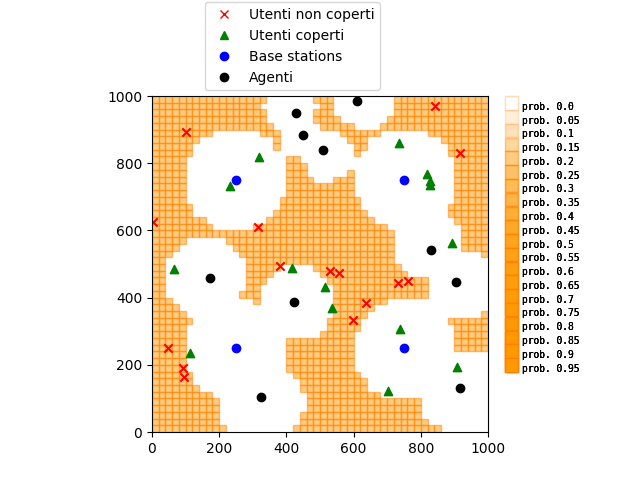 Utenti non coperti
Utenti coperti
Base stations
Agenti
1000
800
600
400
200
0
0
200
400
600
800
1000
prob. 0.0
prob. 0.05
prob. 0.1
prob. 0.15
prob. 0.2
prob. 0.25
prob. 0.3
prob. 0.35
prob. 0.4
prob. 0.45
prob. 0.5
prob. 0.55
prob. 0.6
prob. 0.65
prob. 0.7
prob. 0.75
prob. 0.8
prob. 0.85
prob. 0.9
prob. 0.95